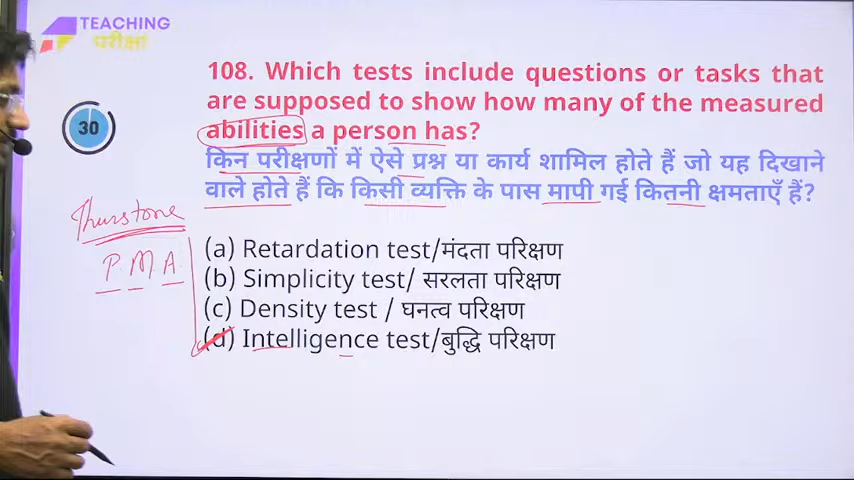 TEACHING
परीक्षा
108. Which tests include questions or tasks that
are supposed to show how many of the measured
abilities a person has?
किन परीक्षणों में ऐसे प्रश्न या कार्य शामिल होते हैं जो यह दिखाने
वाले होते हैं कि किसी व्यक्ति के पास मापी गई कितनी क्षमताएँ हैं?
30
Thurstone
P M A
(a) Retardation test/मंदता परिक्षण
(b) Simplicity test/ सरलता परिक्षण
(c) Density test / घनत्व परिक्षण
(d) Intelligence test/बुद्धि परिक्षण